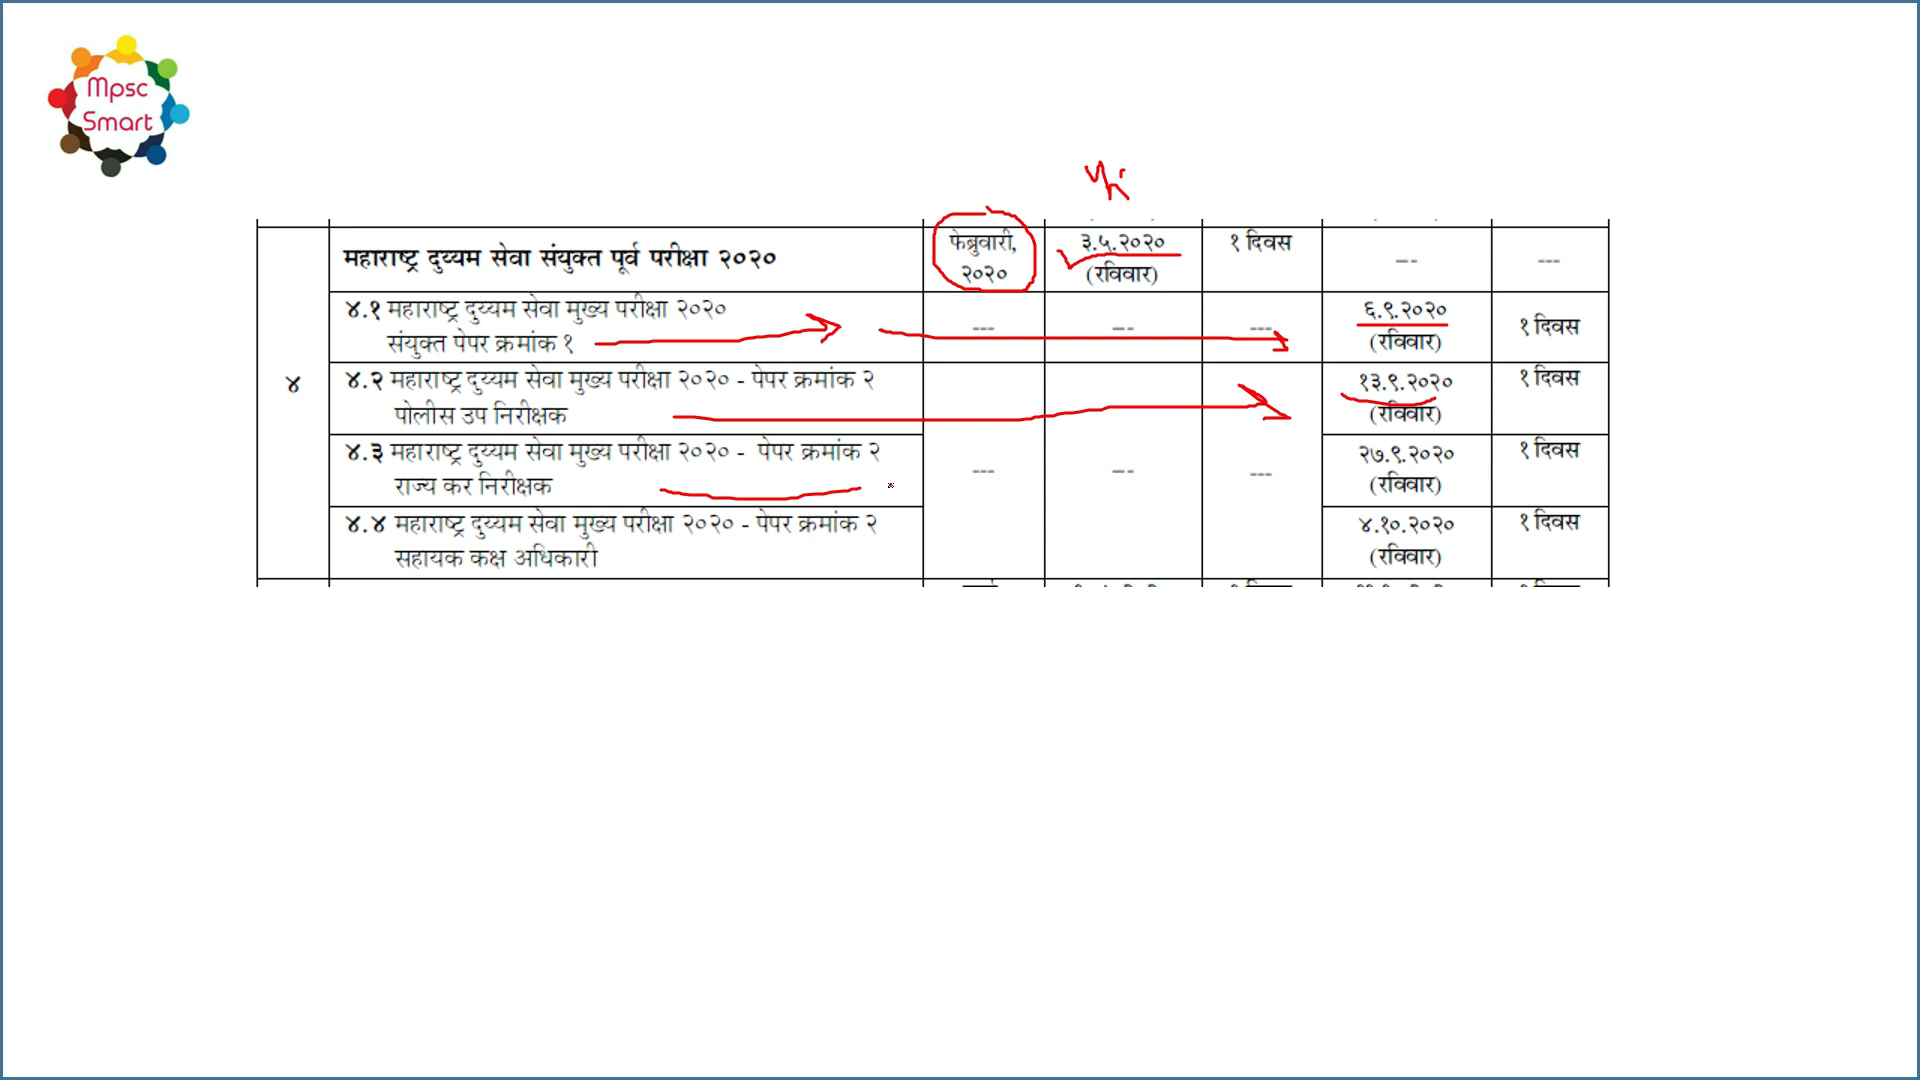 Mpsc
Smart
४
महाराष्ट्र दुय्यम सेवा संयुक्त पूर्व परीक्षा २०२०
फेब्रुवारी,
२०२०
३.५.२०२०
(रविवार)
१ दिवस
---
---
४.१ महाराष्ट्र दुय्यम सेवा मुख्य परीक्षा २०२०
संयुक्त पेपर क्रमांक १
---
---
---
६.९.२०२०
(रविवार)
१ दिवस
४.२ महाराष्ट्र दुय्यम सेवा मुख्य परीक्षा २०२० - पेपर क्रमांक २
पोलीस उप निरीक्षक
१३.९.२०२०
(रविवार)
१ दिवस
४.३ महाराष्ट्र दुय्यम सेवा मुख्य परीक्षा २०२० - पेपर क्रमांक २
राज्य कर निरीक्षक
---
---
---
२७.९.२०२०
(रविवार)
१ दिवस
४.४ महाराष्ट्र दुय्यम सेवा मुख्य परीक्षा २०२० - पेपर क्रमांक २
सहायक कक्ष अधिकारी
४.१०.२०२०
(रविवार)
१ दिवस